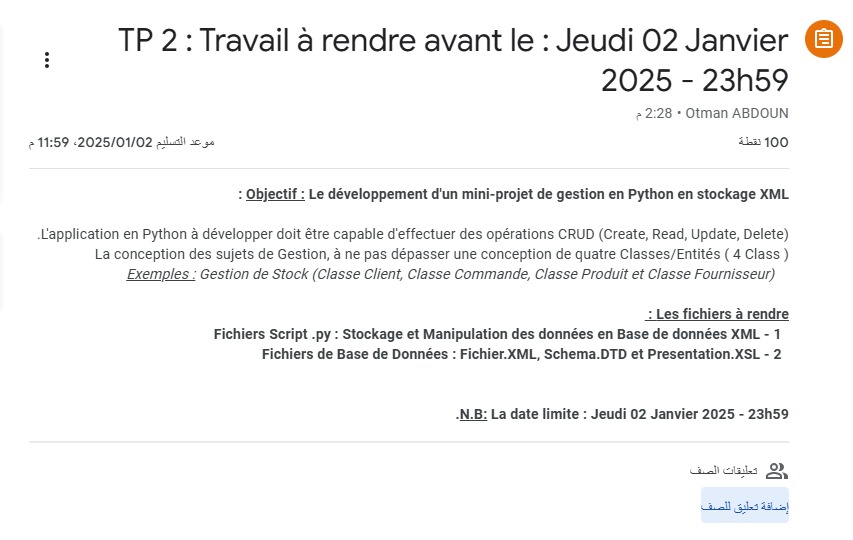 TP 2 : Travail à rendre avant le : Jeudi 02 Janvier
2025 - 23h59
Otman ABDOUN • 2:28 م
100 نقطة
موعد التسليم 2025/01/02، 11:59 م
Objectif : Le développement d'un mini-projet de gestion en Python en stockage XML :
L'application en Python à développer doit être capable d'effectuer des opérations CRUD (Create, Read, Update, Delete).
La conception des sujets de Gestion, à ne pas dépasser une conception de quatre Classes/Entités ( 4 Class )
Exemples : Gestion de Stock (Classe Client, Classe Commande, Classe Produit et Classe Fournisseur)
Les fichiers à rendre :
1 - Fichiers Script .py : Stockage et Manipulation des données en Base de données XML
2 - Fichiers de Base de Données : Fichier.XML, Schema.DTD et Presentation.XSL
N.B: La date limite : Jeudi 02 Janvier 2025 - 23h59.
تعليقات الصف
إضافة تعليق للصف